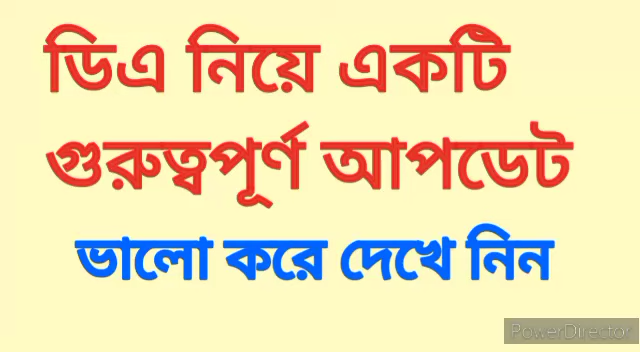 ডিএ নিয়ে একটি
গুরুত্বপূর্ণ আপডেট
ভালো করে দেখে নিন
PowerDirector